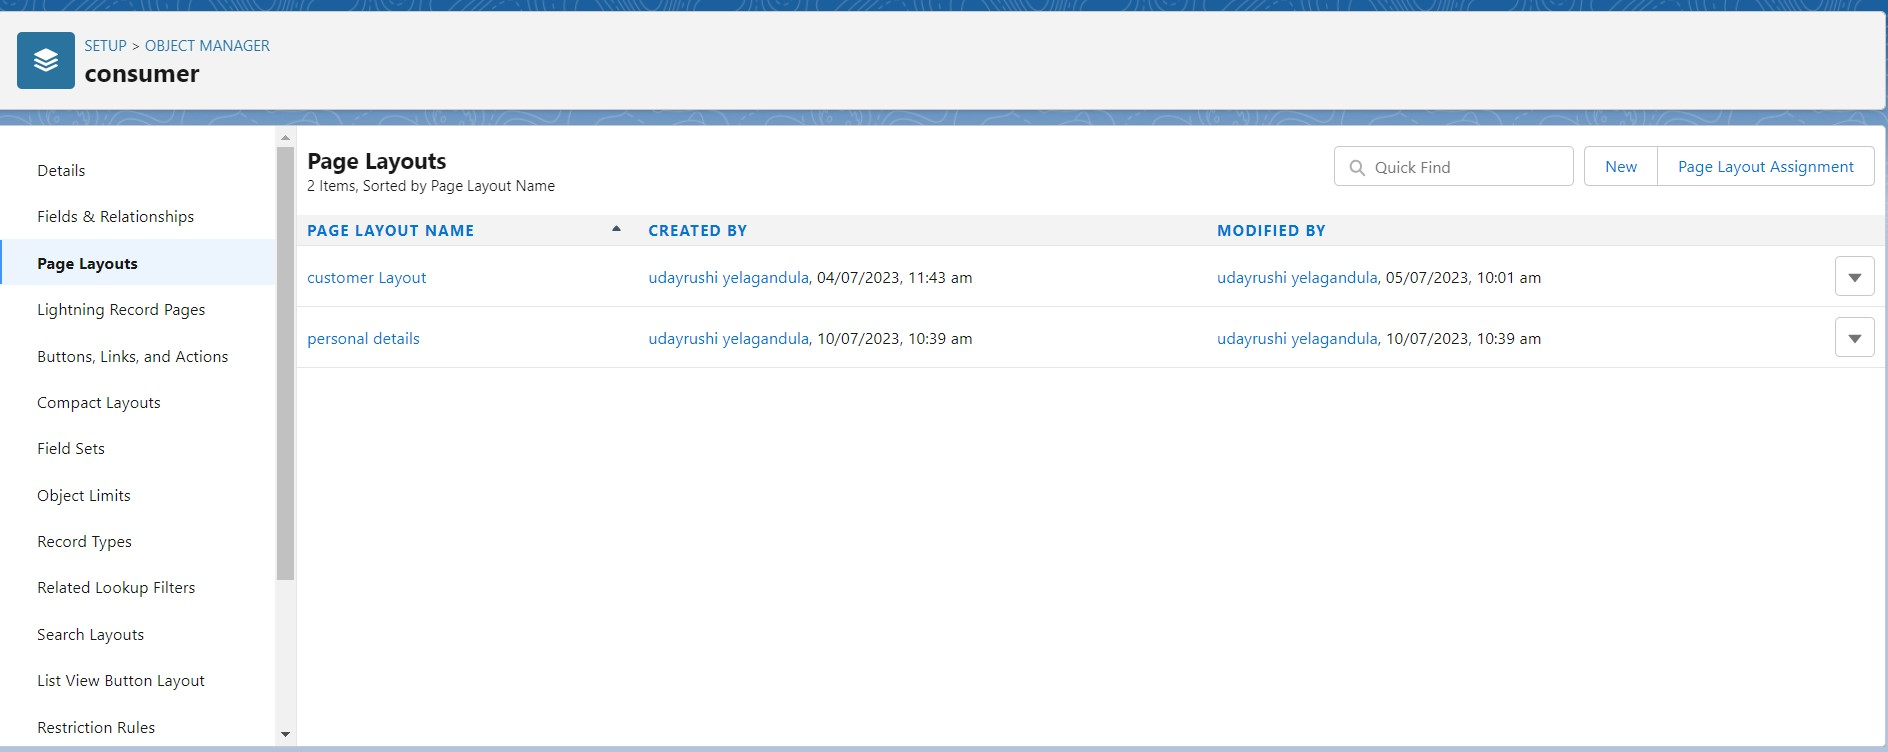 SETUP > OBJECT MANAGER
consumer
Details
Fields & Relationships
Page Layouts
Lightning Record Pages
Buttons, Links, and Actions
Compact Layouts
Field Sets
Object Limits
Record Types
Related Lookup Filters
Search Layouts
List View Button Layout
Restriction Rules
Page Layouts
2 Items, Sorted by Page Layout Name
Quick Find
New
Page Layout Assignment
PAGE LAYOUT NAME CREATED BY MODIFIED BY
customer Layout udayrushi yelagandula, 04/07/2023, 11:43 am udayrushi yelagandula, 05/07/2023, 10:01 am
personal details udayrushi yelagandula, 10/07/2023, 10:39 am udayrushi yelagandula, 10/07/2023, 10:39 am